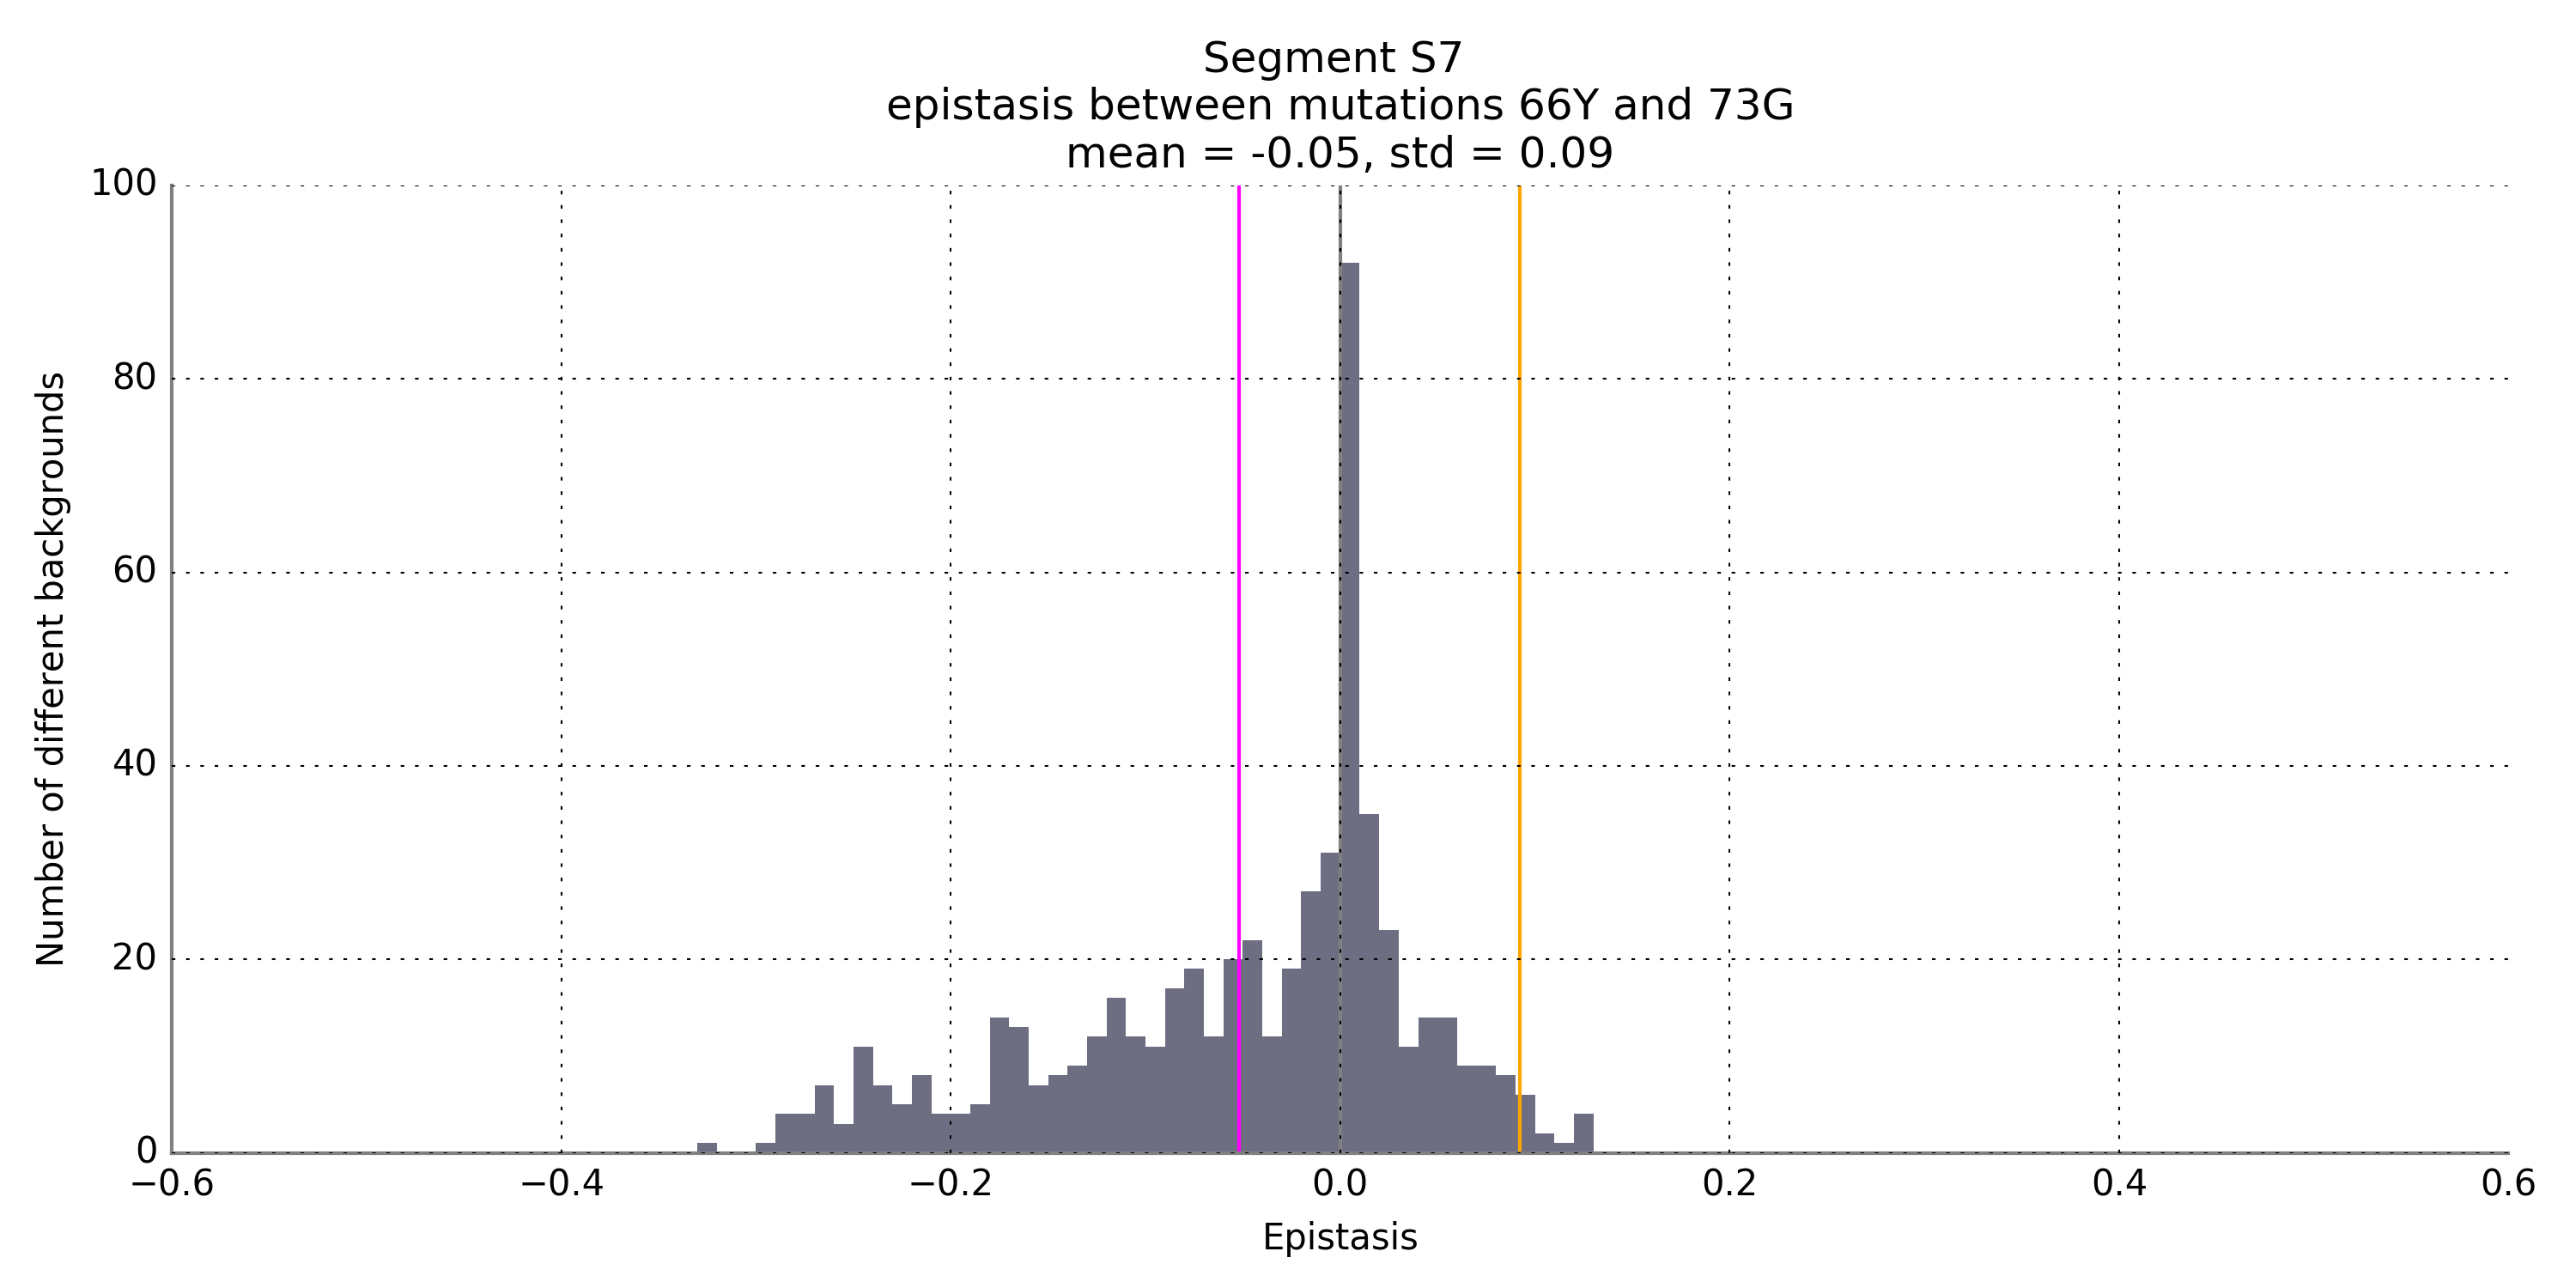 Segment S7
epistasis between mutations 66Y and 73G
mean = -0.05, std = 0.09
100
80
60
40
20
0
Number of different backgrounds
−0.6 −0.4 −0.2 0.0 0.2 0.4 0.6
Epistasis